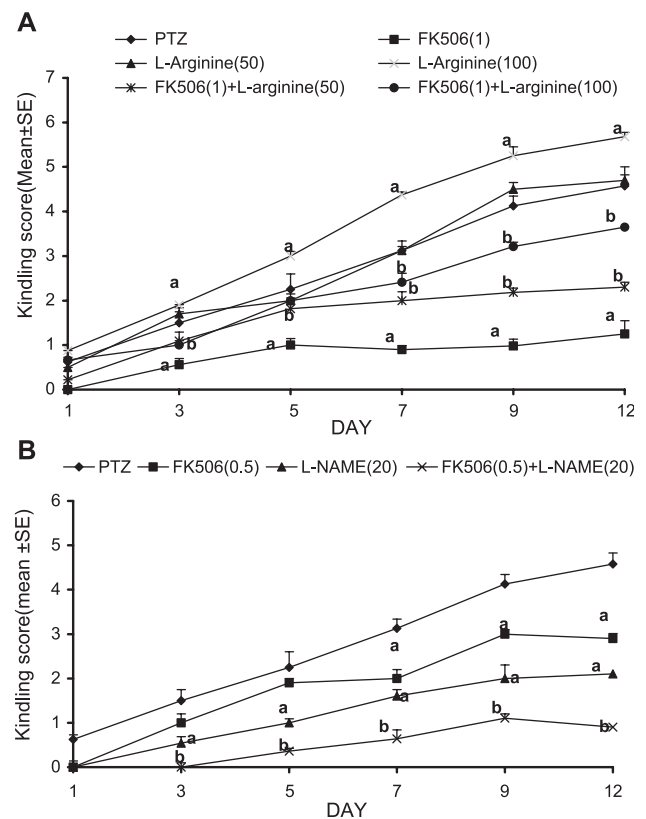 A
PTZ
FK506(1)
L-Arginine(50)
L-Arginine(100)
FK506(1)+L-arginine(50)
FK506(1)+L-arginine(100)
Kindling score(Mean±SE)
7
6
5
4
3
2
1
0
a
a
a
a
a
a
b
b
b
b
b
b
b
b
a
a
a
a
a
b
1 3 5 7 9 12
DAY
B
PTZ FK506(0.5) L-NAME(20) FK506(0.5)+L-NAME(20)
Kindling score(mean ±SE)
6
5
4
3
2
1
0
a
a
a
a
a
a
a
a
b
b
b
b
b
1 3 5 7 9 12
DAY